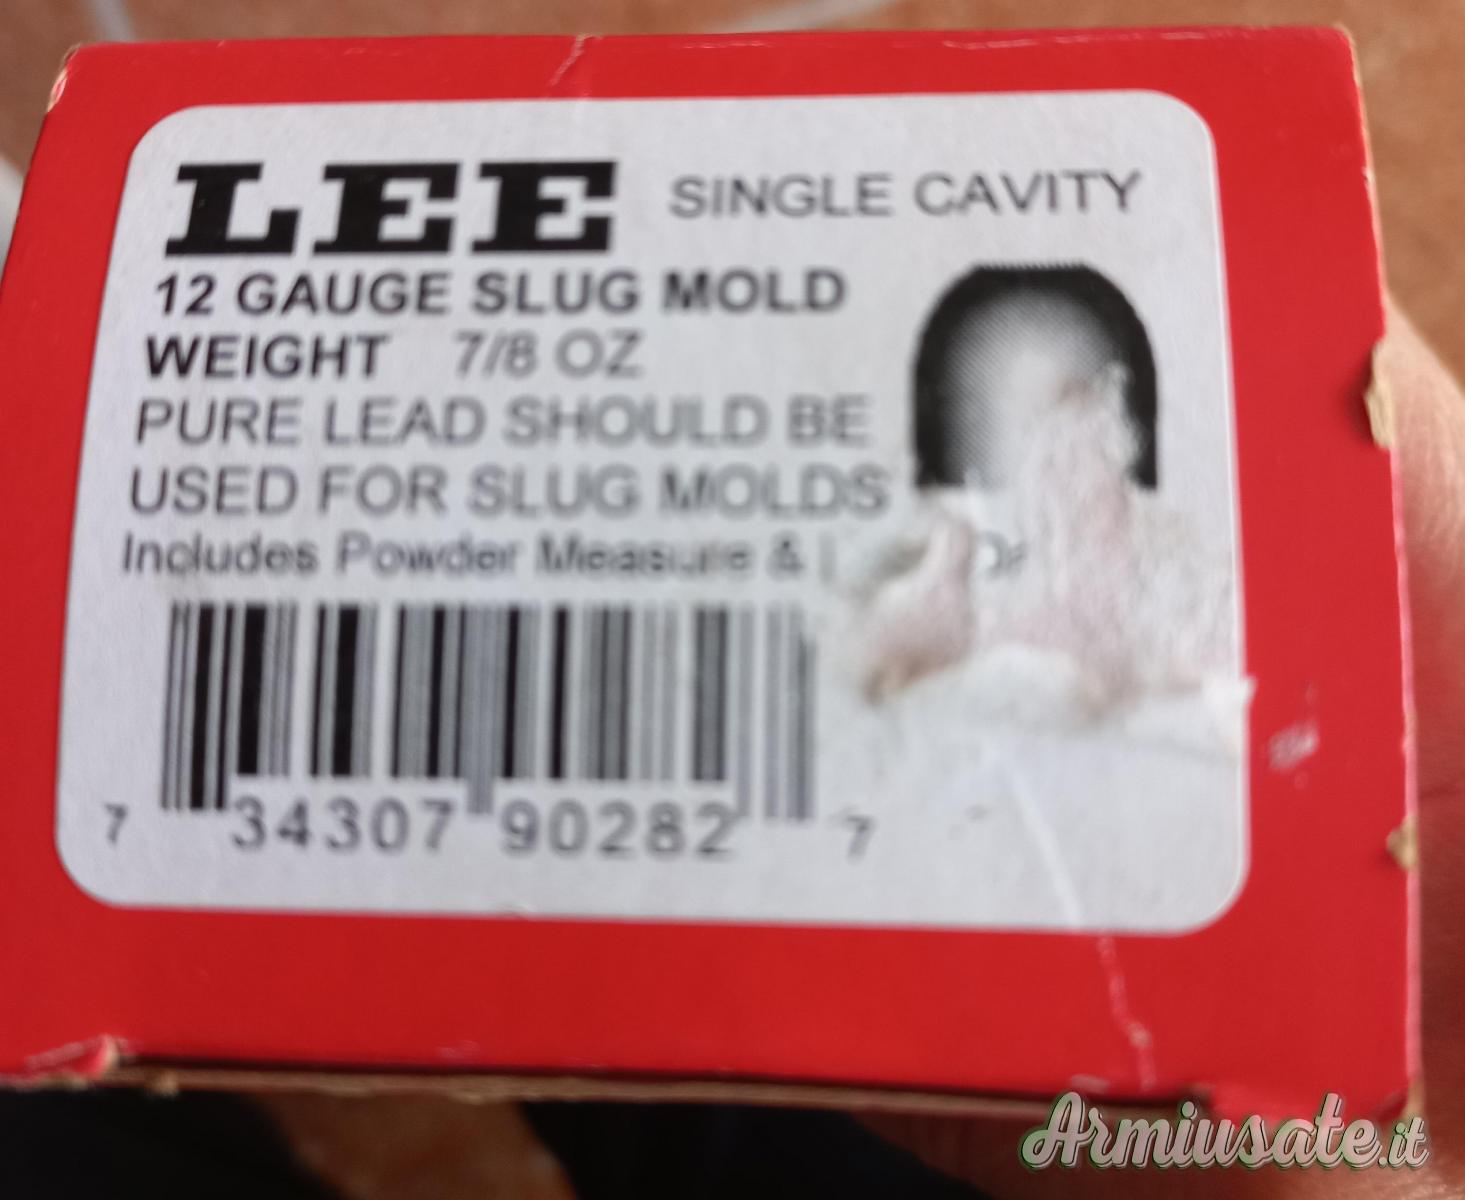 LEE SINGLE CAVITY
12 GAUGE SLUG MOLD
WEIGHT 7/8 OZ
PURE LEAD SHOULD BE
USED FOR SLUG MOLDS
Includes Powder Measure &
7 34307 90282 7
Armiusate.it